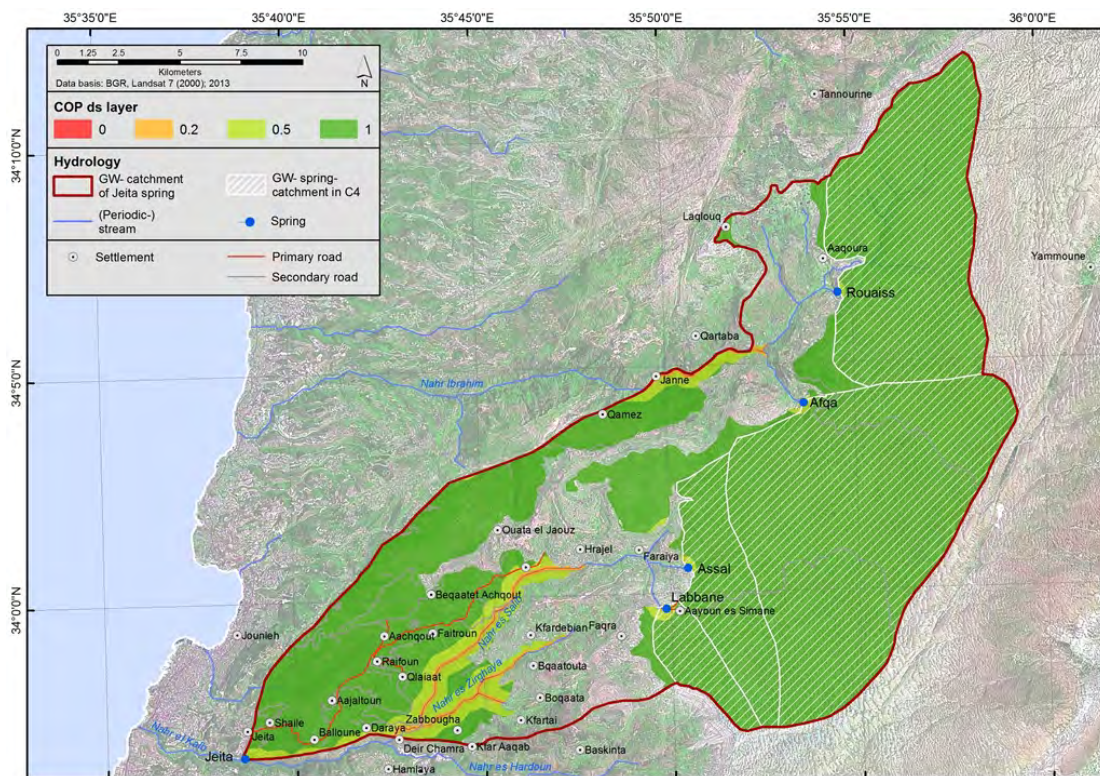 35°35'0"E
35°40'0"E
35°45'0"E
35°50'0"E
35°55'0"E
36°0'0"E
0 1.25 2.5 5 7.5 10
Kilometers
Data basis: BGR, Landsat 7 (2000); 2013
N
COP ds layer
0
0.2
0.5
1
Hydrology
GW- catchment
of Jeita spring
GW- spring-
catchment in C4
(Periodic-)
stream
Spring
Settlement
Primary road
Secondary road
34°10'0"N
34°5'0"N
34°0'0"N
Tannourine
Laqlouq
Aaqoura
Yammoune
Rouaiss
Qartaba
Janne
Nahr Ibrahim
Afqa
Qamez
Ouata el Jaouz
Hrajel
Faraiya
Assal
Beqaatet Achqout
Labbane
Aayoun es Simane
Nahr es Salib
Jounieh
Aachqout
Faitroun
Kfardebian
Faqra
Raifoun
Qlaiaat
Bqaatouta
Nahr es Zirghaya
Aajaltoun
Boqaata
Shaile
Zabbougha
Kfartai
Jeita
Balloune
Daraya
Nahr el Kalb
Deir Chamra
Kfar Aaqab
Baskinta
Jeita
Hamlaya
Nahr es Hardoun